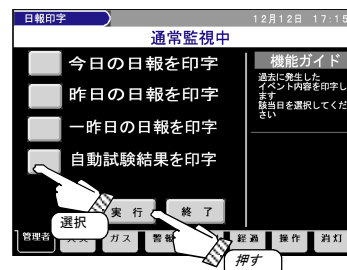 日報印字
12月12日 17:15
通常監視中
今日の日報を印字
昨日の日報を印字
一昨日の日報を印字
自動試験結果を印字
機能ガイド
過去に発生した
イベント内容を印字し
ます
該当日を選択してくだ
さい
選択
実行
終了
押す
管理者
ガス
警報
経過
操作
消灯